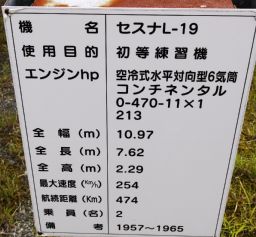 機 名 セスナL-19
使用目的 初等練習機
エンジンhp 空冷式水平対向型6気筒
コンチネンタル
0-470-11×1
213
全 幅(m) 10.97
全 長(m) 7.62
全 高(m) 2.29
最大速度(Km/h) 254
航続距離(Km) 474
乗 員(名) 2
備 考 1957~1965